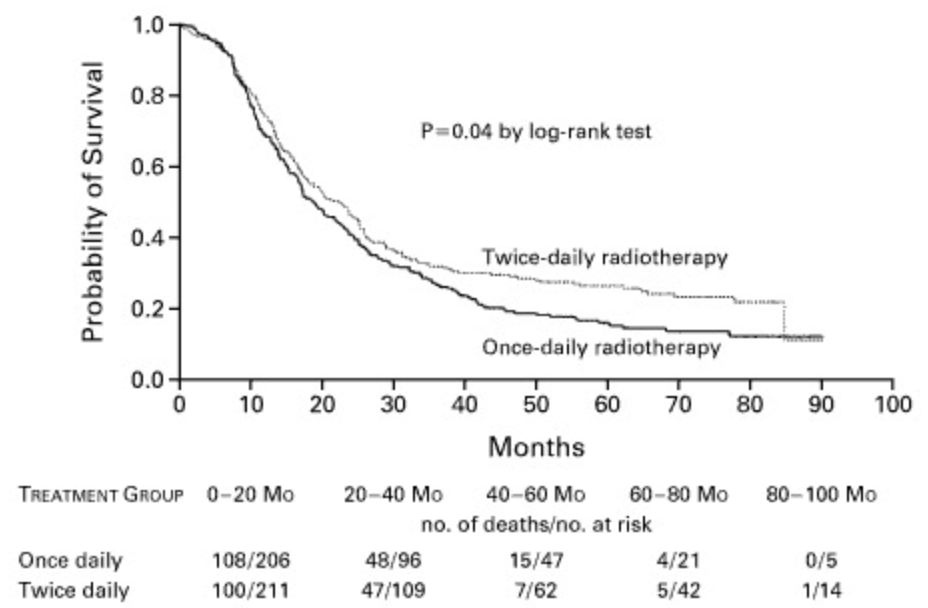 1.0
0.8
0.6
0.4
0.2
0.0
Probability of Survival
P=0.04 by log-rank test
Twice-daily radiotherapy
Once-daily radiotherapy
0 10 20 30 40 50 60 70 80 90 100
Months
TREATMENT GROUP 0–20 MO 20–40 MO 40–60 MO 60–80 MO 80–100 MO
no. of deaths/no. at risk
Once daily 108/206 48/96 15/47 4/21 0/5
Twice daily 100/211 47/109 7/62 5/42 1/14